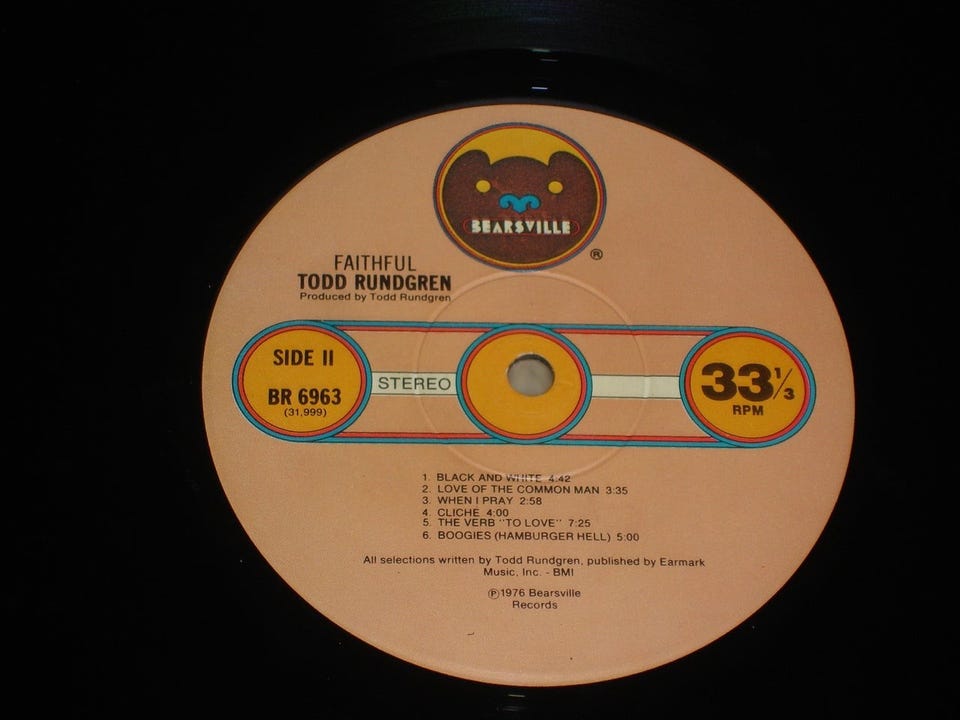 BEARSVILLE
®
FAITHFUL
TODD RUNDGREN
Produced by Todd Rundgren
SIDE II
BR 6963
(31,999)
STEREO
33 1/3
RPM
1. BLACK AND WHITE 4:42
2. LOVE OF THE COMMON MAN 3:35
3. WHEN I PRAY 2:58
4. CLICHÉ 4:00
5. THE VERB "TO LOVE" 7:25
6. BOOGIES (HAMBURGER HELL) 5:00
All selections written by Todd Rundgren, published by Earmark
Music, Inc. - BMI
℗1976 Bearsville
Records